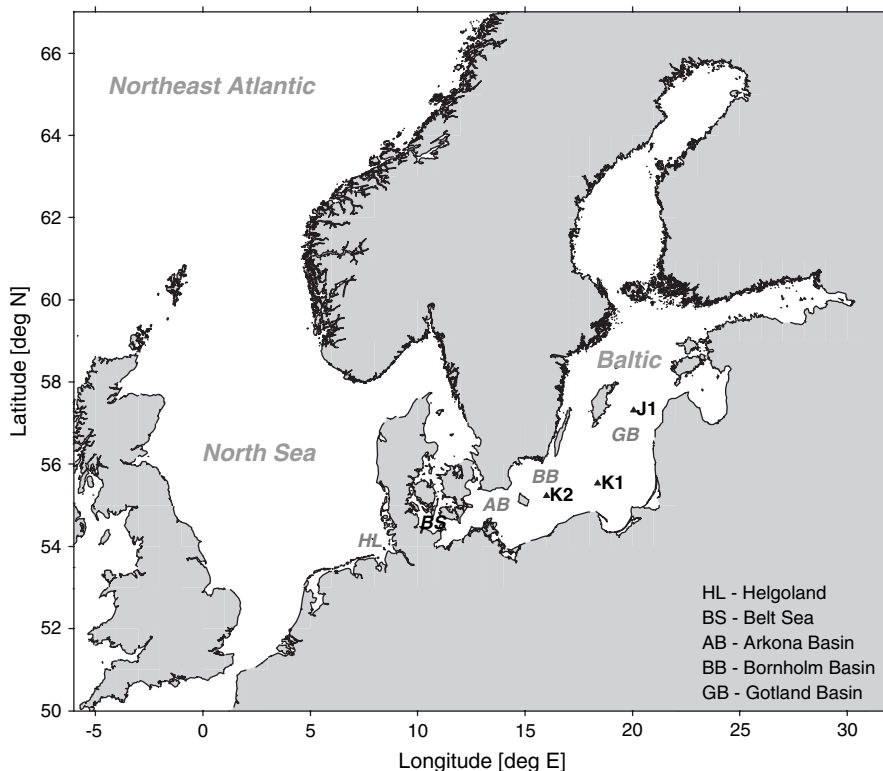 66
Northeast Atlantic
64
62
60
Baltic
58
J1
GB
North Sea
56
BB
K1
K2
AB
BS
HL
54
HL - Helgoland
52
BS - Belt Sea
AB - Arkona Basin
BB - Bornholm Basin
GB - Gotland Basin
50
-5 0 5 10 15 20 25 30
Longitude [deg E]
Latitude [deg N]